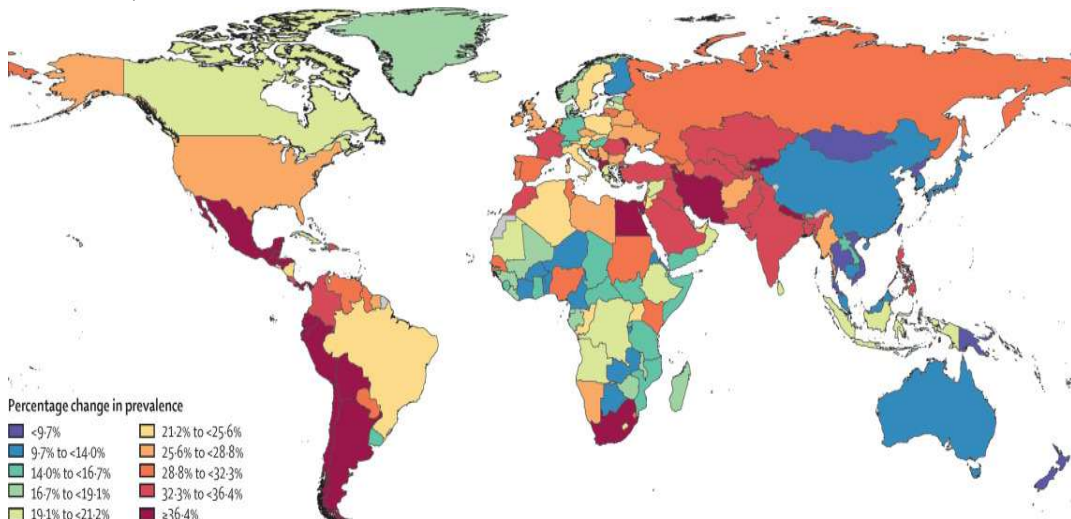 Percentage change in prevalence
<9·7%
9·7% to <14·0%
14·0% to <16·7%
16·7% to <19·1%
19·1% to <21·2%
21·2% to <25·6%
25·6% to <28·8%
28·8% to <32·3%
32·3% to <36·4%
≥36·4%